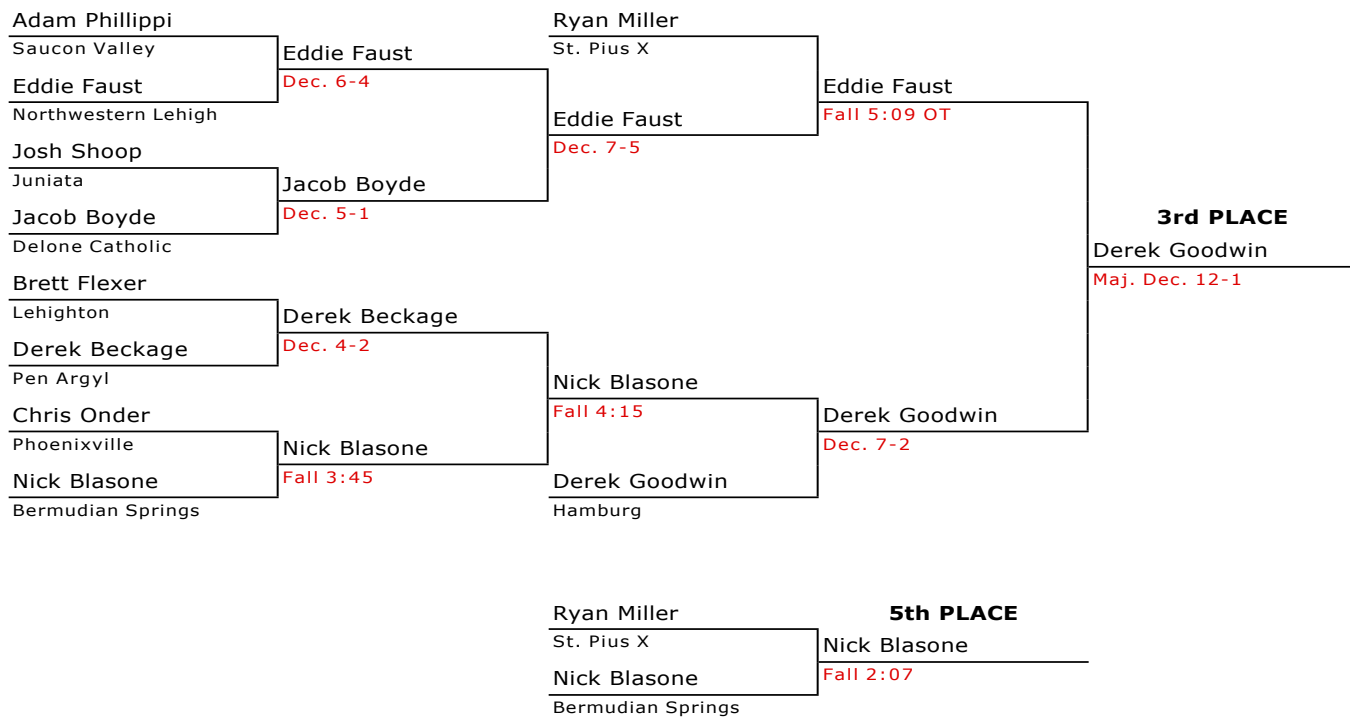 Adam Phillippi
Saucon Valley
Eddie Faust
Northwestern Lehigh
Josh Shoop
Juniata
Jacob Boyde
Delone Catholic
Brett Flexer
Lehighton
Derek Beckage
Pen Argyl
Chris Onder
Phoenixville
Nick Blasone
Bermudian Springs
Eddie Faust
Dec. 6-4
Jacob Boyde
Dec. 5-1
Derek Beckage
Dec. 4-2
Nick Blasone
Fall 3:45
Ryan Miller
St. Pius X
Eddie Faust
Dec. 7-5
Nick Blasone
Fall 4:15
Derek Goodwin
Hamburg
Eddie Faust
Fall 5:09 OT
Derek Goodwin
Dec. 7-2
3rd PLACE
Derek Goodwin
Maj. Dec. 12-1
Ryan Miller
St. Pius X
Nick Blasone
Bermudian Springs
5th PLACE
Nick Blasone
Fall 2:07